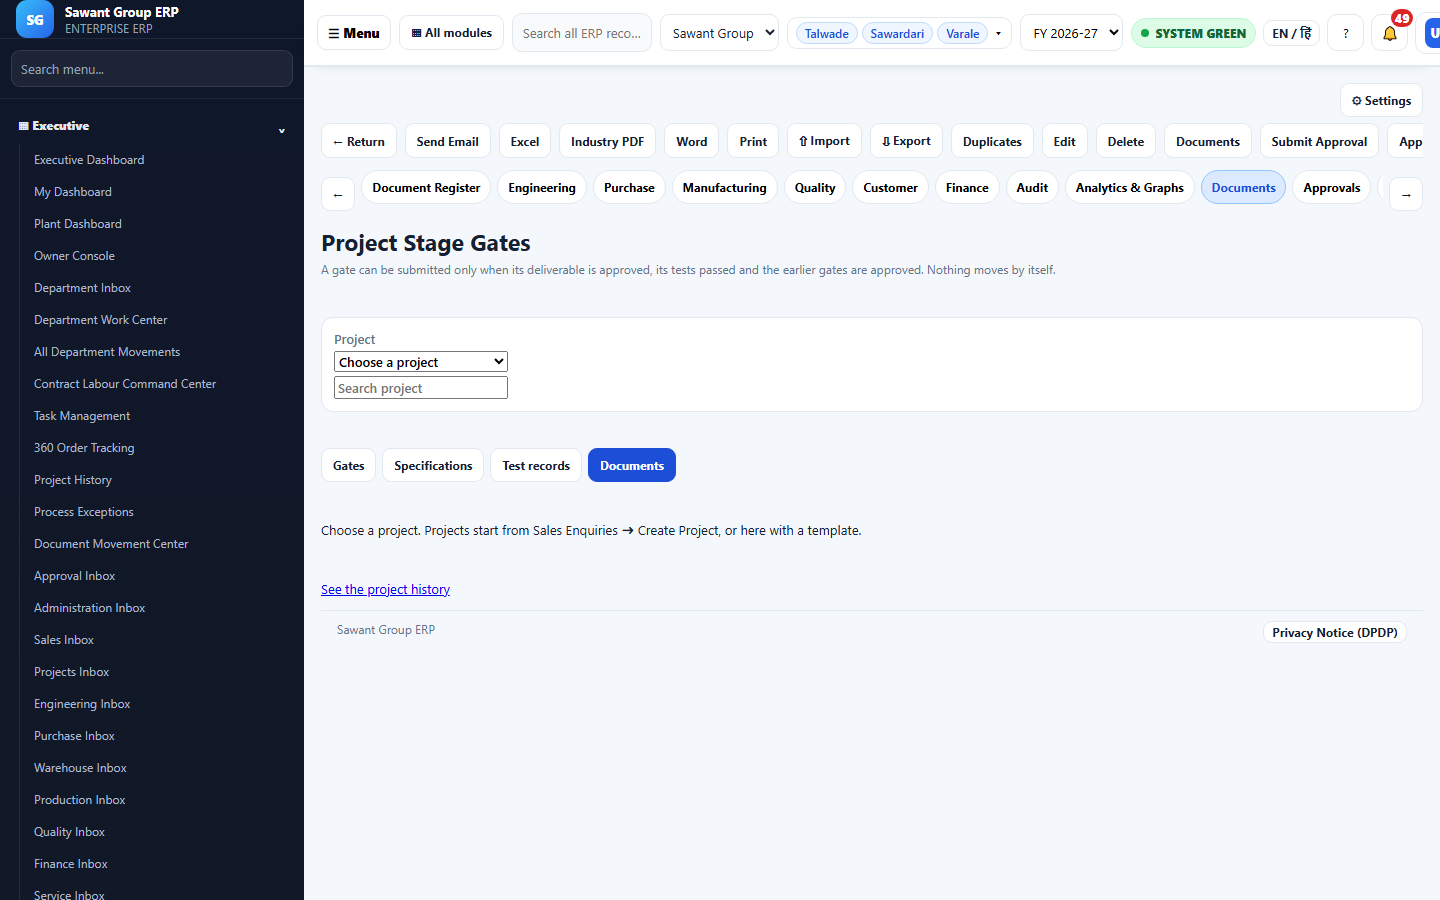 SG
Sawant Group ERP
ENTERPRISE ERP
Search menu...
Executive
Executive Dashboard
My Dashboard
Plant Dashboard
Owner Console
Department Inbox
Department Work Center
All Department Movements
Contract Labour Command Center
Task Management
360 Order Tracking
Project History
Process Exceptions
Document Movement Center
Approval Inbox
Administration Inbox
Sales Inbox
Projects Inbox
Engineering Inbox
Purchase Inbox
Warehouse Inbox
Production Inbox
Quality Inbox
Finance Inbox
Service Inbox
☰ Menu
All modules
Search all ERP reco...
Sawant Group
Talwade
Sawardari
Varale
FY 2026-27
SYSTEM GREEN
EN / हिं
?
49
U
⚙ Settings
← Return
Send Email
Excel
Industry PDF
Word
Print
⇧ Import
⇩ Export
Duplicates
Edit
Delete
Documents
Submit Approval
App
←
Document Register
Engineering
Purchase
Manufacturing
Quality
Customer
Finance
Audit
Analytics & Graphs
Documents
Approvals
→
Project Stage Gates
A gate can be submitted only when its deliverable is approved, its tests passed and the earlier gates are approved. Nothing moves by itself.
Project
Choose a project
Search project
Gates
Specifications
Test records
Documents
Choose a project. Projects start from Sales Enquiries → Create Project, or here with a template.
See the project history
Sawant Group ERP
Privacy Notice (DPDP)